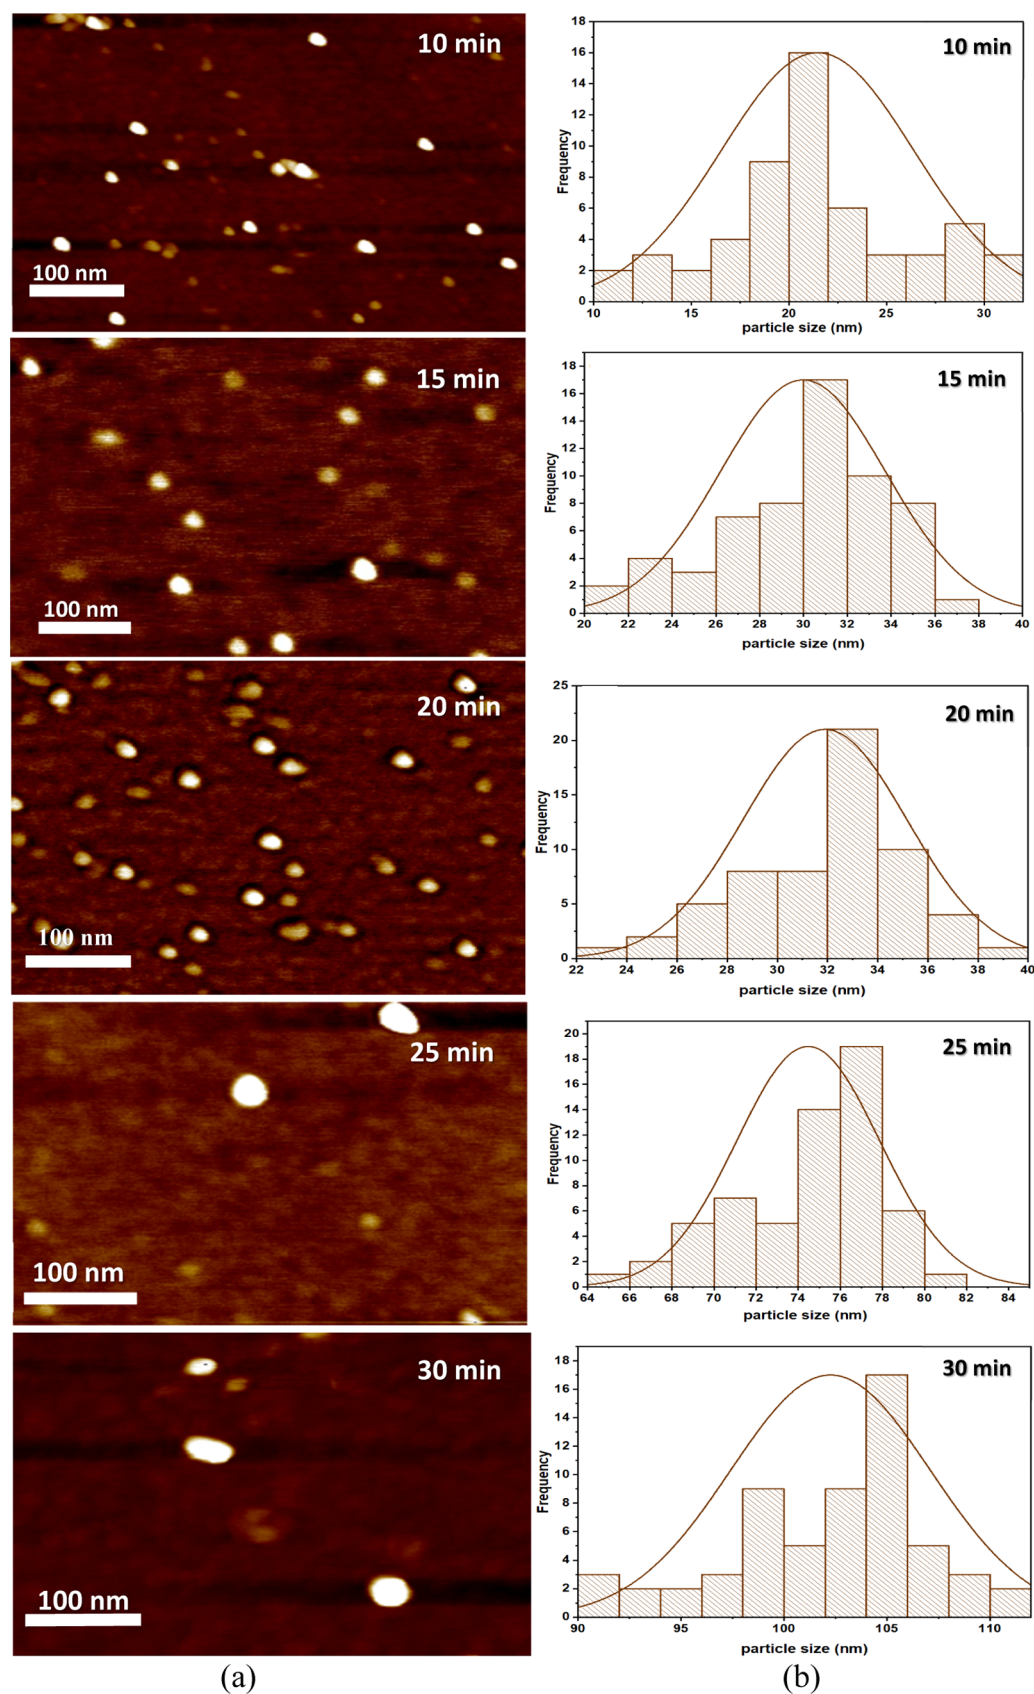 10 min
100 nm
18
16
14
12
10
8
6
4
2
0
Frequency
10 min
10 15 20 25 30
particle size (nm)
15 min
100 nm
18
16
14
12
10
8
6
4
2
0
Frequency
15 min
20 22 24 26 28 30 32 34 36 38 40
particle size (nm)
20 min
100 nm
25
20
15
10
5
0
Frequency
20 min
22 24 26 28 30 32 34 36 38 40
particle size (nm)
25 min
100 nm
20
18
16
14
12
10
8
6
4
2
0
Frequency
25 min
64 66 68 70 72 74 76 78 80 82 84
particle size (nm)
30 min
100 nm
18
16
14
12
10
8
6
4
2
0
Frequency
30 min
90 95 100 105 110
particle size (nm)
(a) (b)